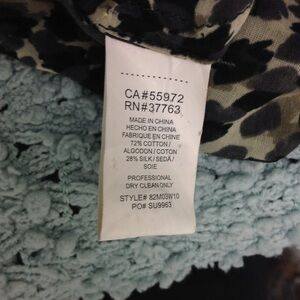 CA#55972
RN#37763
MADE IN CHINA
HECHO EN CHINA
FABRIQUE EN CHINE
72% COTTON /
ALGODON / COTON
28% SILK / SEDA /
SOIE
PROFESSIONAL
DRY CLEAN ONLY
STYLE# 82M03W10
PO# SU9963